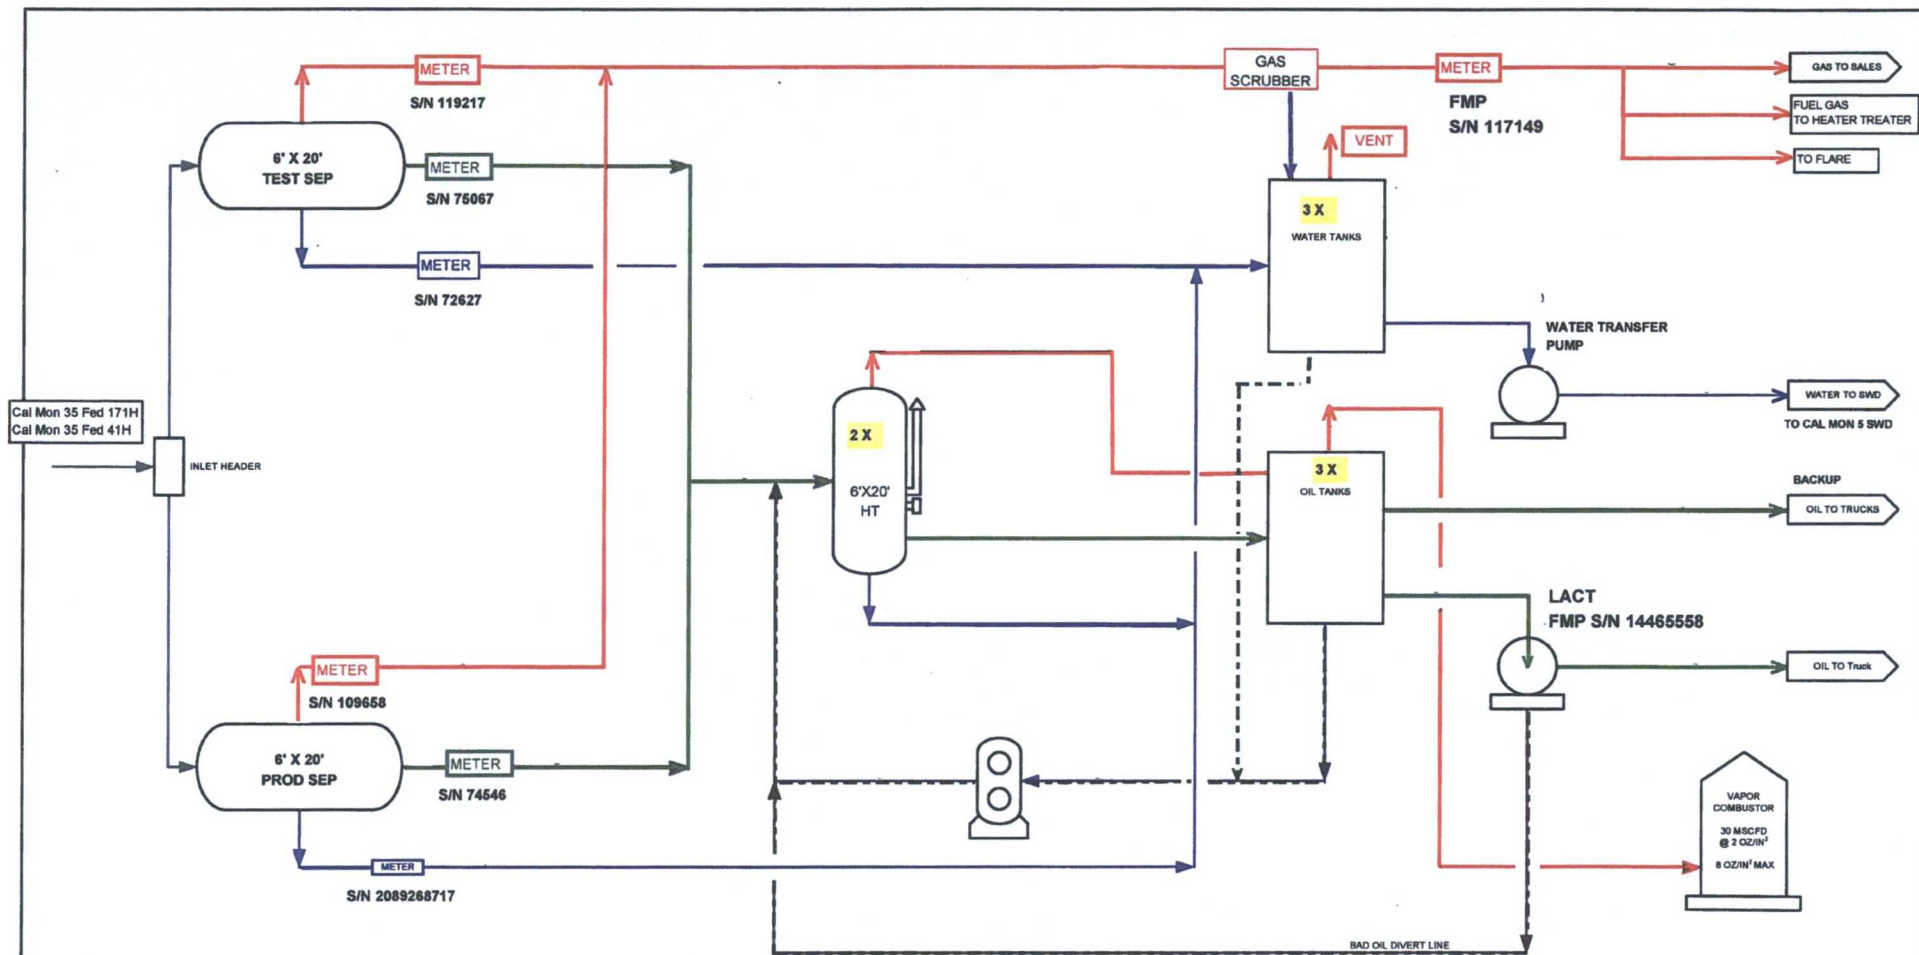 METER
S/N 119217
GAS
SCRUBBER
METER
FMP
S/N 117149
GAS TO SALES
FUEL GAS
TO HEATER TREATER
TO FLARE
VENT
6' X 20'
TEST SEP
METER
S/N 75067
METER
S/N 72627
3 X
WATER TANKS
WATER TRANSFER
PUMP
WATER TO SWD
TO CAL MON 5 SWD
Cal Mon 35 Fed 171H
Cal Mon 35 Fed 41H
INLET HEADER
2 X
6'X20'
HT
3 X
OIL TANKS
BACKUP
OIL TO TRUCKS
LACT
FMP S/N 14465558
OIL TO Truck
METER
S/N 109658
6' X 20'
PROD SEP
METER
S/N 74546
METER
S/N 2089268717
VAPOR
COMBUSTOR
30 MSCFD
@ 2 OZ/IN²
8 OZ/IN² MAX
BAD OIL DIVERT LINE